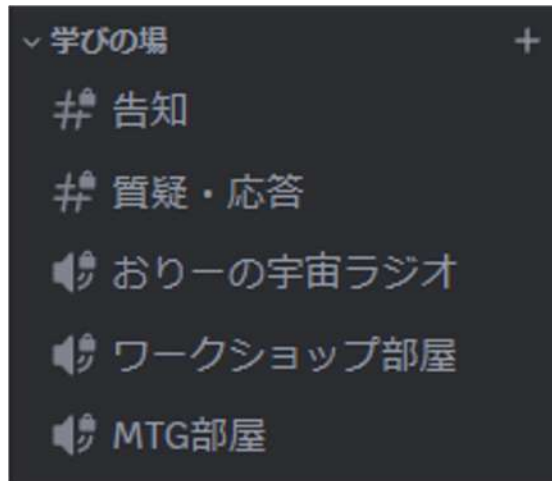 学びの場
告知
質疑・応答
おりーの宇宙ラジオ
ワークショップ部屋
MTG部屋